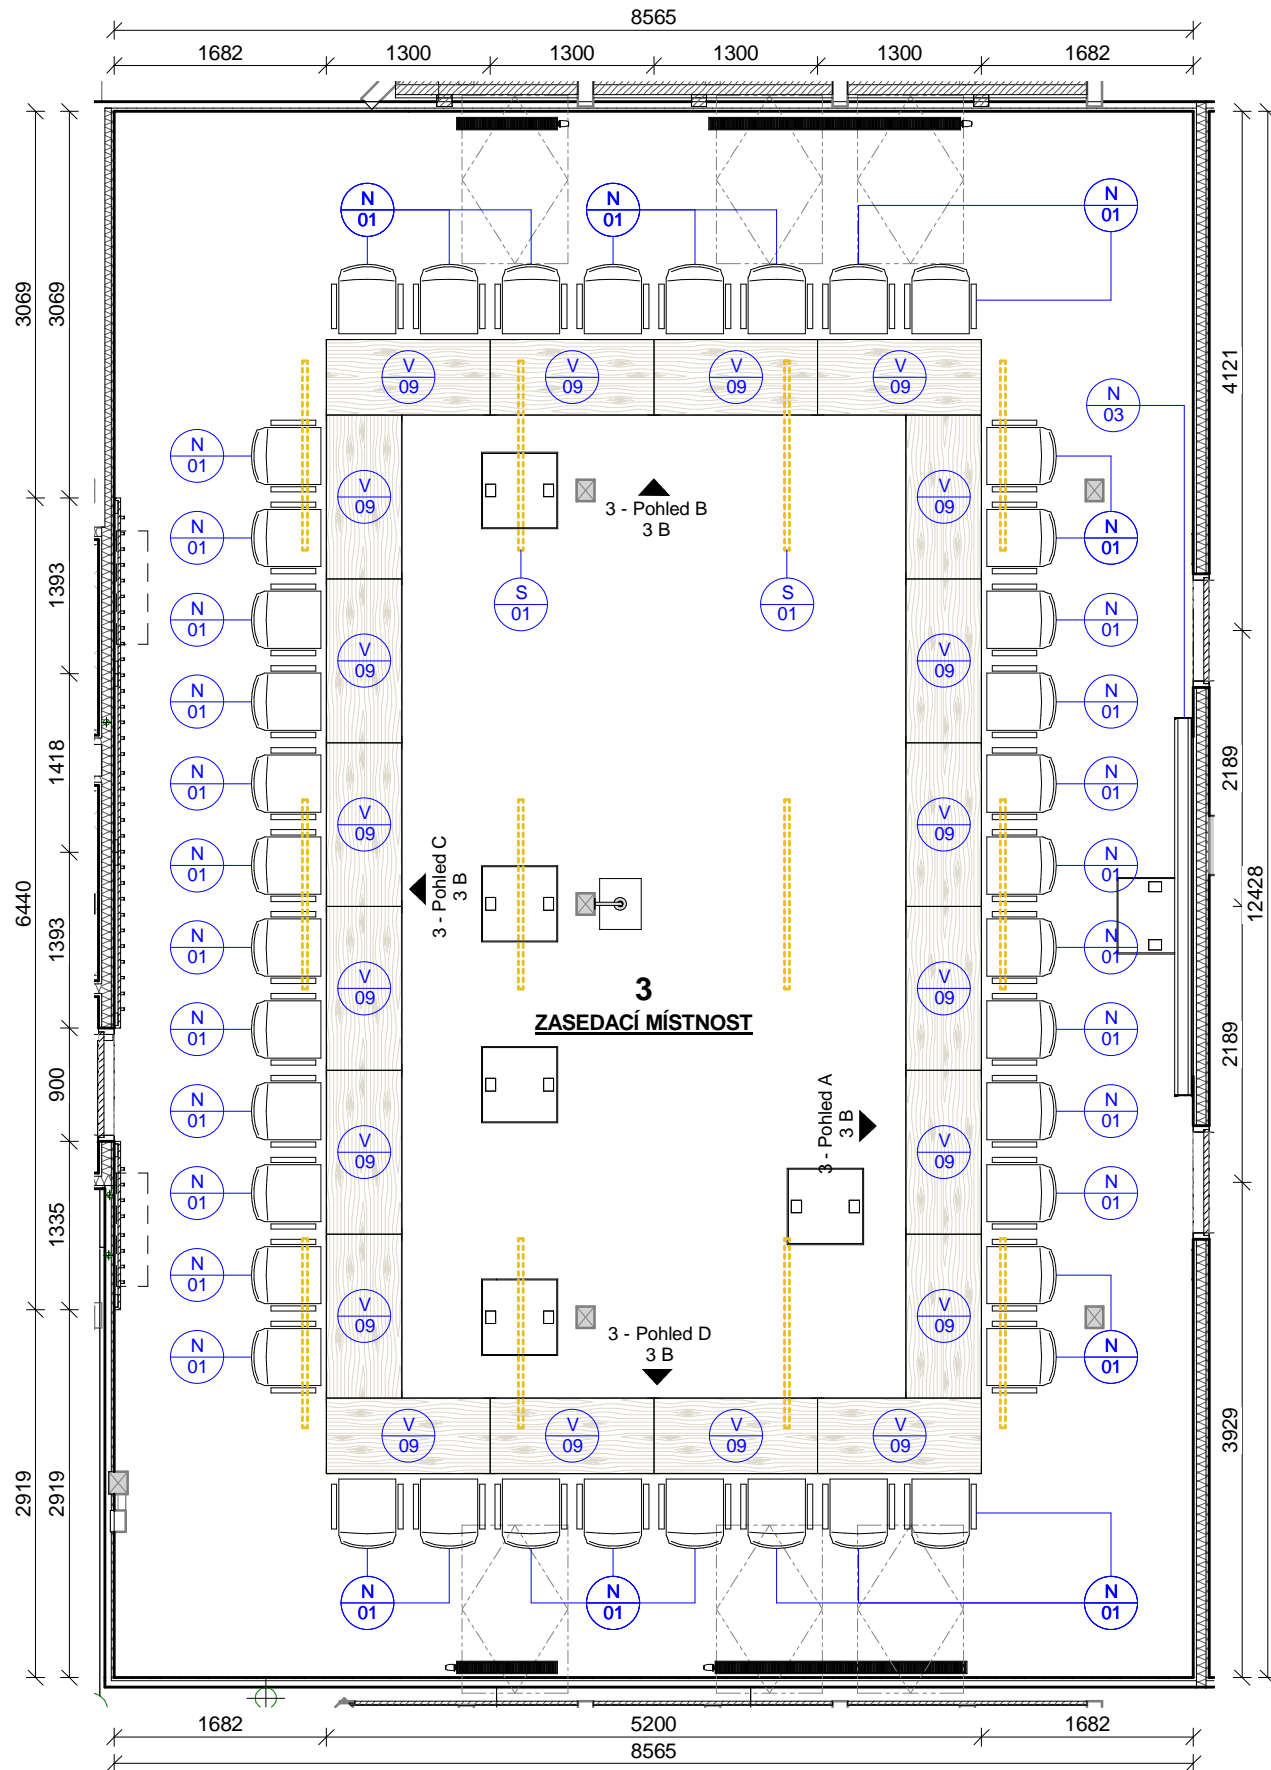 8565
1682 1300 1300 1300 1300 1682
N
01
N
01
N
01
3069
3069
4121
V
09
V
09
V
09
V
09
N
03
N
01
V
09
3 - Pohled B
3 B
V
09
N
01
N
01
1393
S
01
S
01
N
01
N
01
V
09
V
09
N
01
N
01
1418
2189
N
01
V
09
V
09
N
01
3 - Pohled C
3 B
N
01
N
01
6440
12428
1393
N
01
N
01
V
09
V
09
3
ZASEDACÍ MÍSTNOST
N
01
N
01
2189
900
N
01
V
09
3 - Pohled A
3 B
V
09
N
01
N
01
N
01
1335
N
01
V
09
V
09
3 - Pohled D
3 B
N
01
N
01
V
09
V
09
V
09
V
09
3929
2919
2919
N
01
N
01
N
01
1682 5200 1682
8565